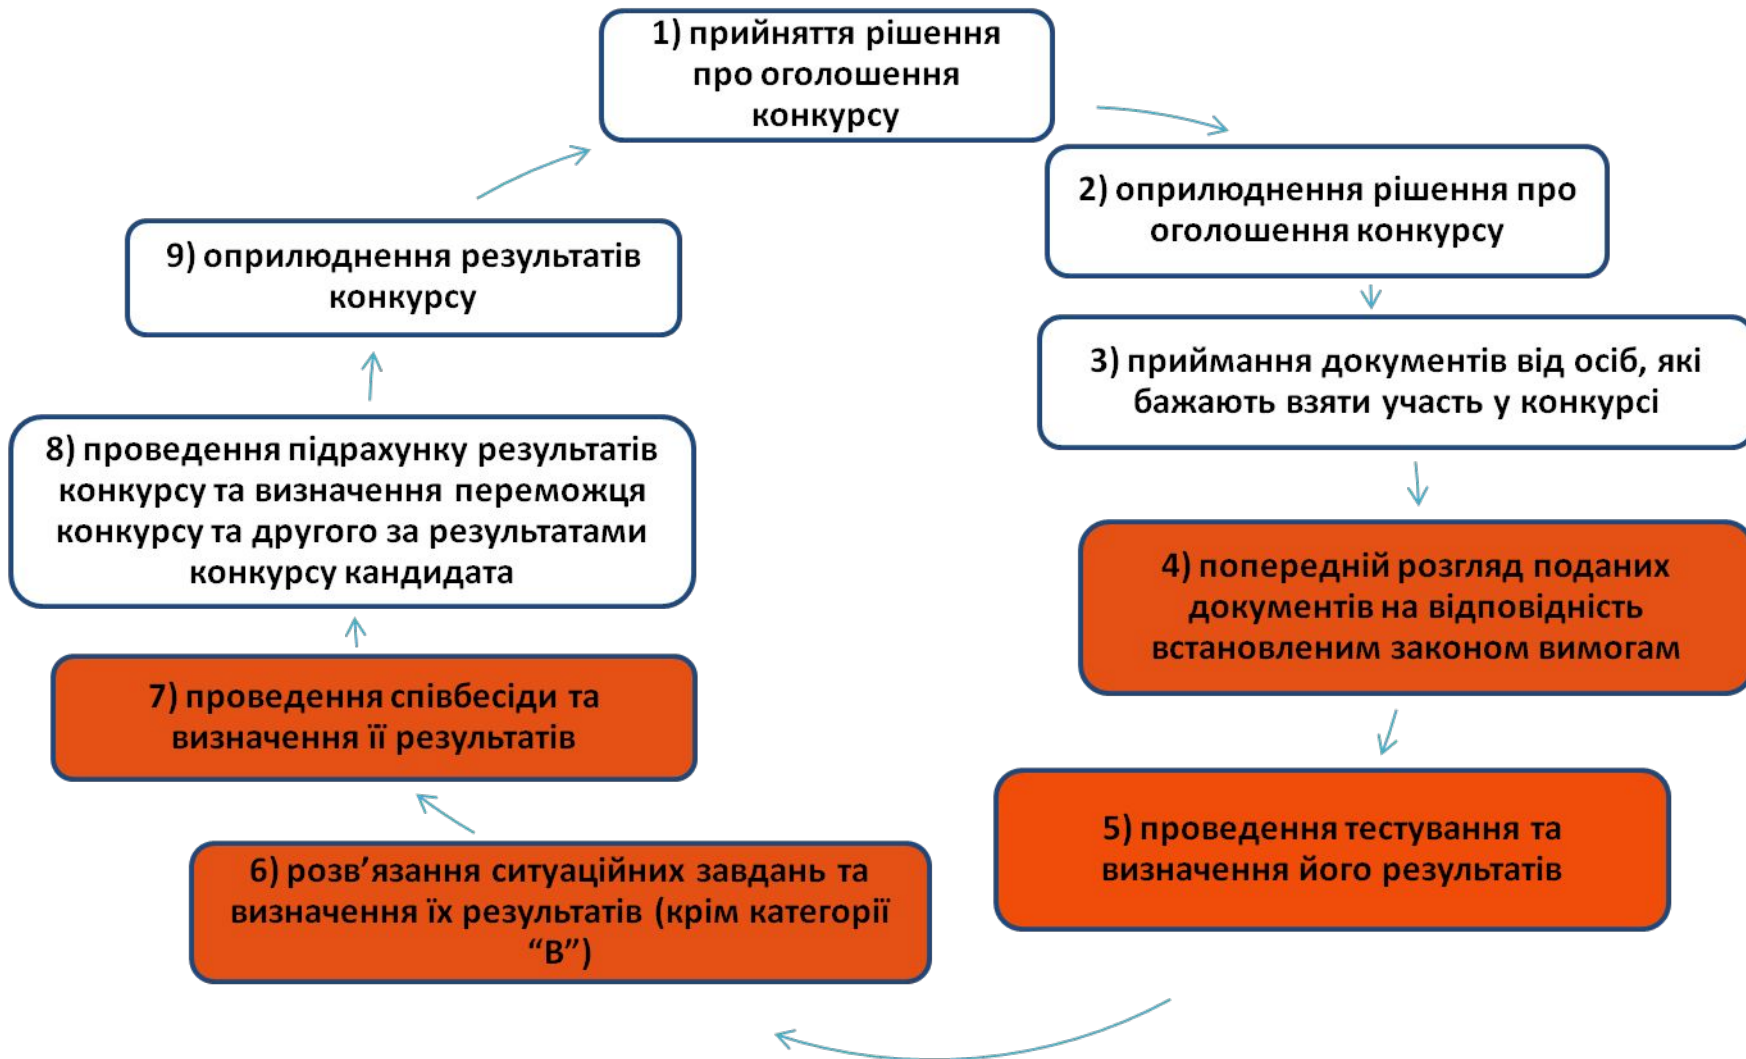 1) прийняття рішення
про оголошення
конкурсу
2) оприлюднення рішення про
оголошення конкурсу
3) приймання документів від осіб, які
бажають взяти участь у конкурсі
4) попередній розгляд поданих
документів на відповідність
встановленим законом вимогам
5) проведення тестування та
визначення його результатів
6) розв’язання ситуаційних завдань та
визначення їх результатів (крім категорії
“В”)
7) проведення співбесіди та
визначення її результатів
8) проведення підрахунку результатів
конкурсу та визначення переможця
конкурсу та другого за результатами
конкурсу кандидата
9) оприлюднення результатів
конкурсу